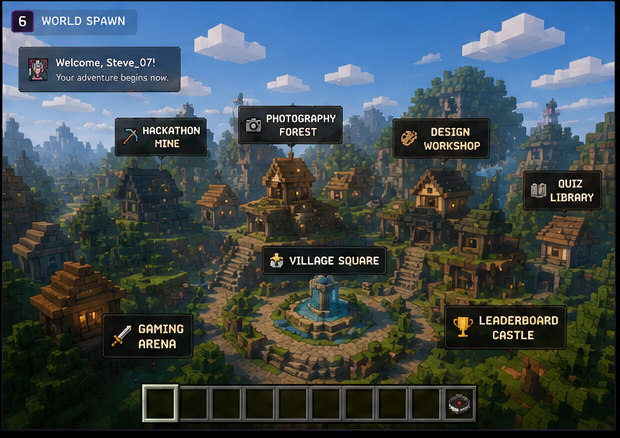 6 WORLD SPAWN
Welcome, Steve_07!
Your adventure begins now.
HACKATHON
MINE
PHOTOGRAPHY
FOREST
DESIGN
WORKSHOP
QUIZ
LIBRARY
VILLAGE SQUARE
GAMING
ARENA
LEADERBOARD
CASTLE